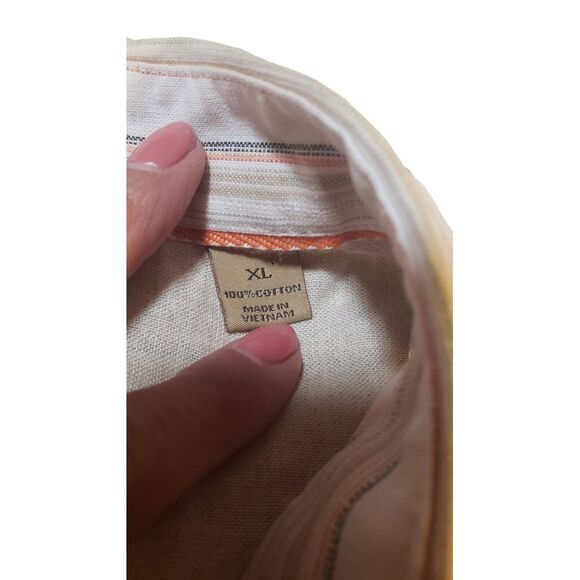 XL
100% COTTON
MADE IN
VIETNAM